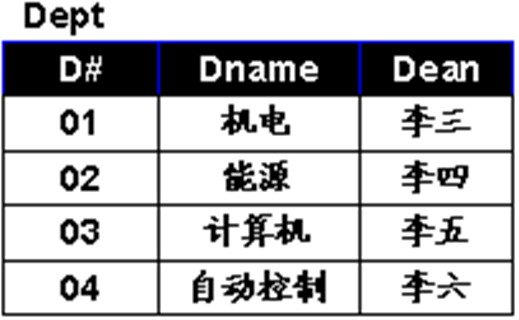 Dept
D# Dname Dean
01 机电 李三
02 能源 李四
03 计算机 李五
04 自动控制 李六